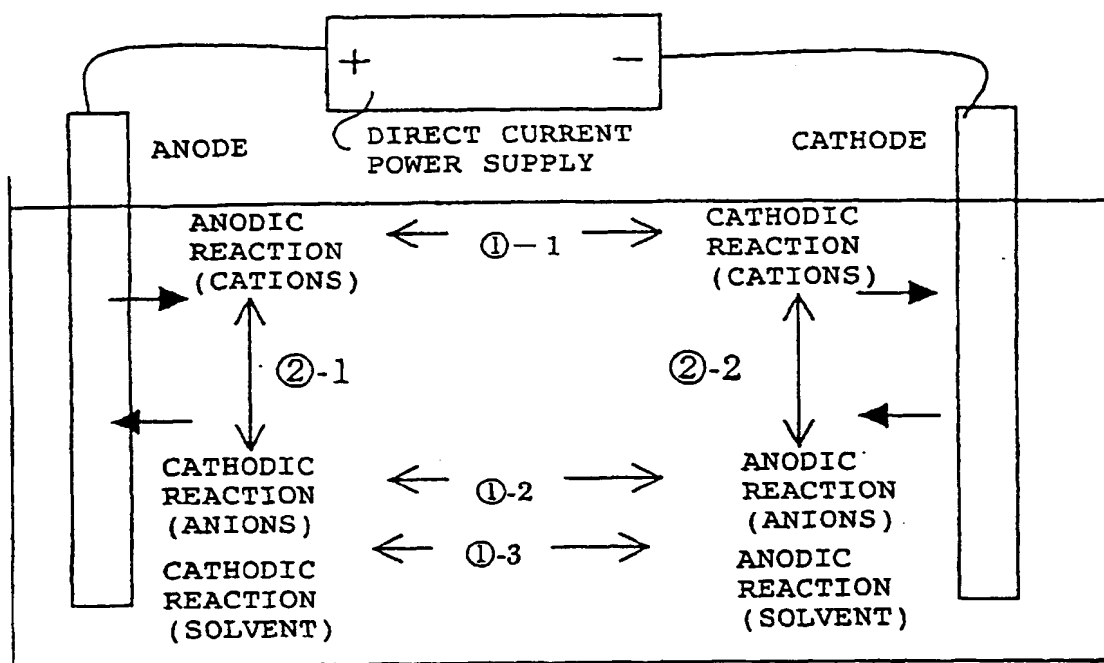 + −
DIRECT CURRENT
POWER SUPPLY
ANODE
CATHODE
ANODIC
REACTION
(CATIONS)
①−1
CATHODIC
REACTION
(CATIONS)
②-1
②-2
CATHODIC
REACTION
(ANIONS)
①-2
ANODIC
REACTION
(ANIONS)
CATHODIC
REACTION
(SOLVENT)
①-3
ANODIC
REACTION
(SOLVENT)